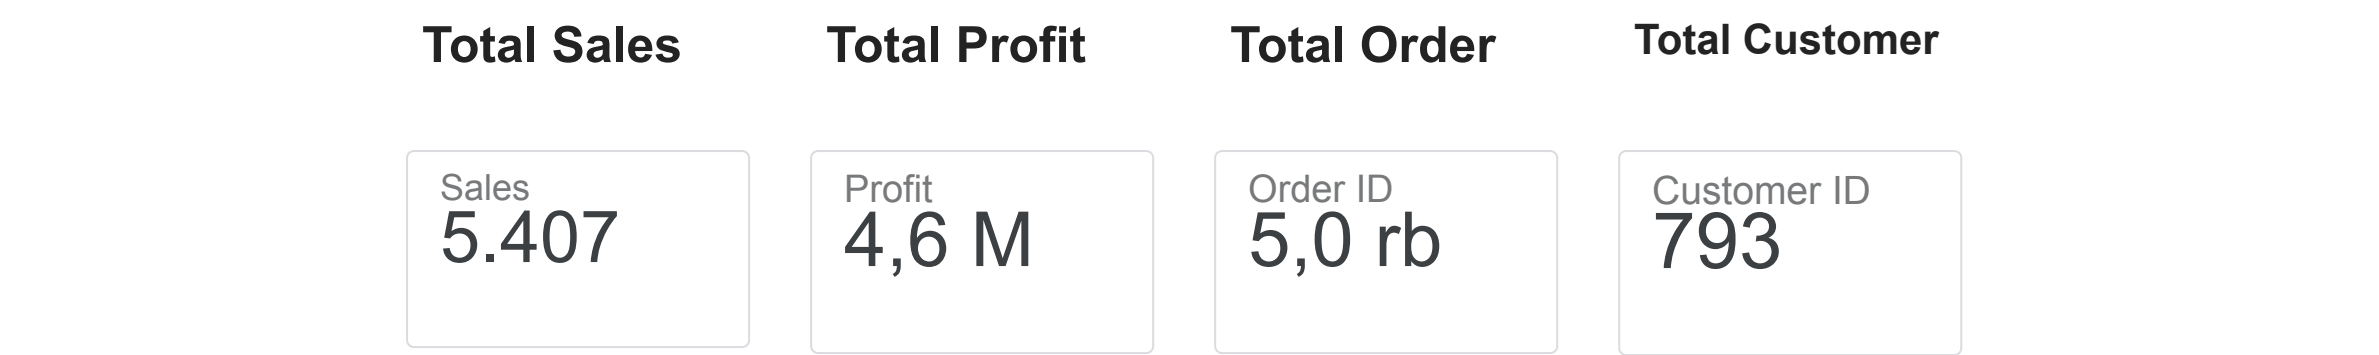 Total Sales
Total Profit
Total Order
Total Customer
Sales
5.407
Profit
4,6 M
Order ID
5,0 rb
Customer ID
793